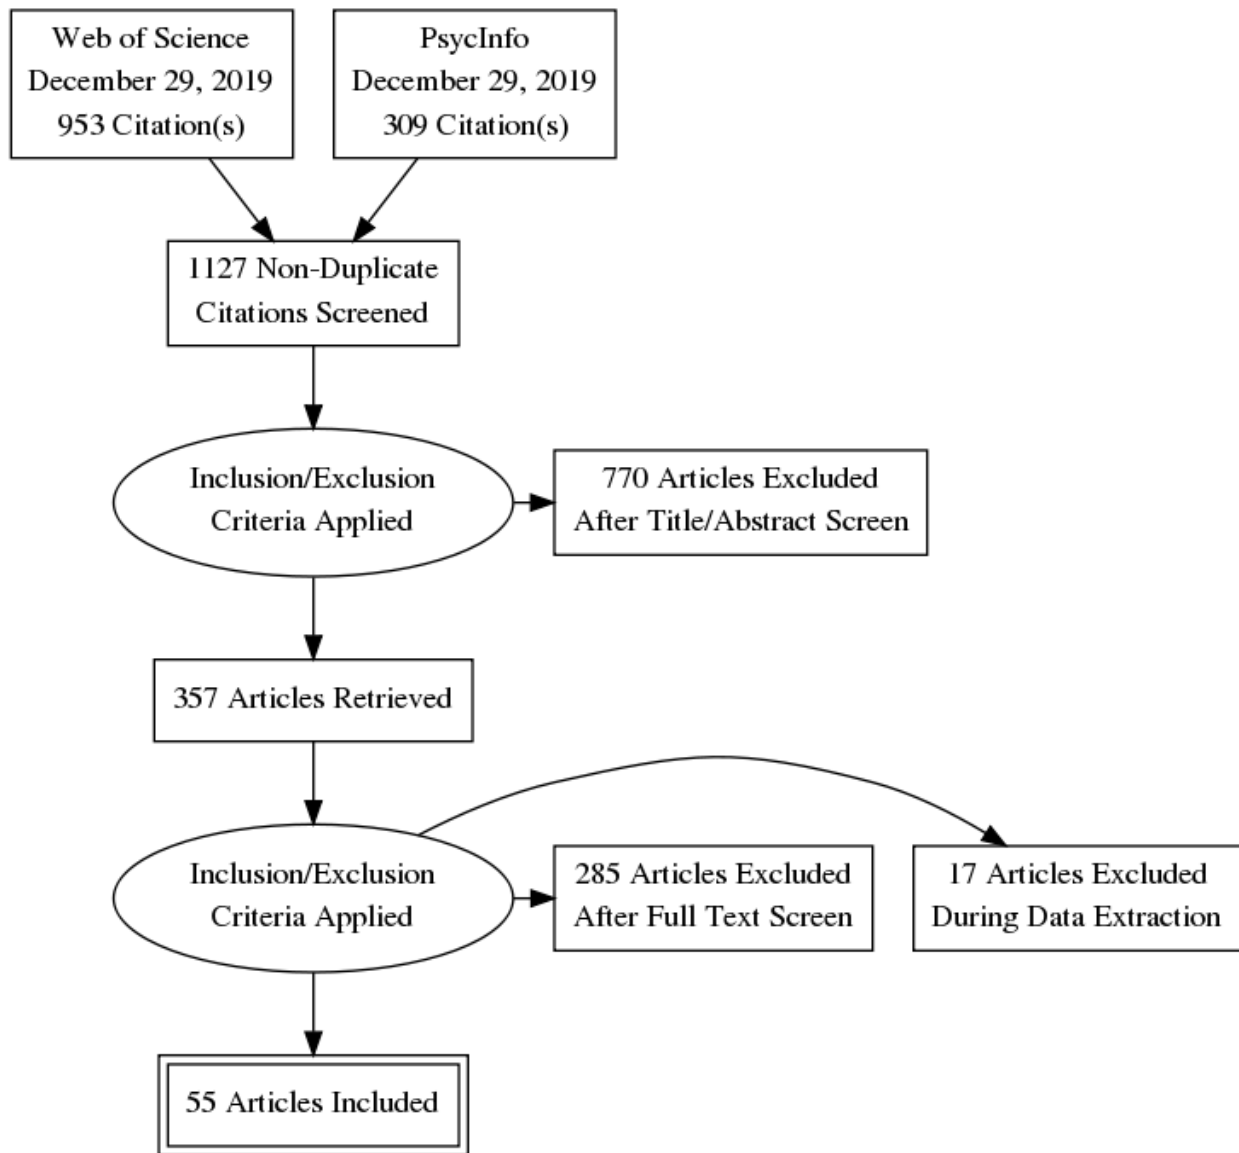 Web of Science
December 29, 2019
953 Citation(s)
PsycInfo
December 29, 2019
309 Citation(s)
1127 Non-Duplicate
Citations Screened
Inclusion/Exclusion
Criteria Applied
770 Articles Excluded
After Title/Abstract Screen
357 Articles Retrieved
Inclusion/Exclusion
Criteria Applied
285 Articles Excluded
After Full Text Screen
17 Articles Excluded
During Data Extraction
55 Articles Included